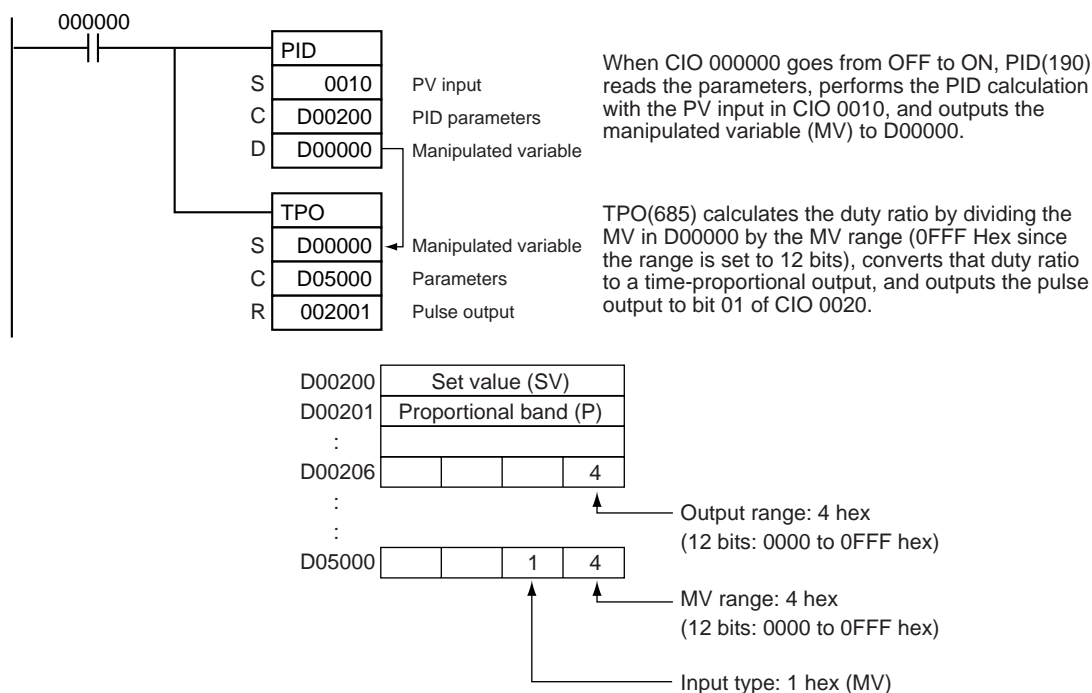 000000
PID
S 0010 PV input
C D00200 PID parameters
D D00000 Manipulated variable
When CIO 000000 goes from OFF to ON, PID(190)
reads the parameters, performs the PID calculation
with the PV input in CIO 0010, and outputs the
manipulated variable (MV) to D00000.
TPO
S D00000 Manipulated variable
C D05000 Parameters
R 002001 Pulse output
TPO(685) calculates the duty ratio by dividing the
MV in D00000 by the MV range (0FFF Hex since
the range is set to 12 bits), converts that duty ratio
to a time-proportional output, and outputs the pulse
output to bit 01 of CIO 0020.
D00200 Set value (SV)
D00201 Proportional band (P)
:
D00206 4
Output range: 4 hex
(12 bits: 0000 to 0FFF hex)
:
:
D05000 1 4
MV range: 4 hex
(12 bits: 0000 to 0FFF hex)
Input type: 1 hex (MV)